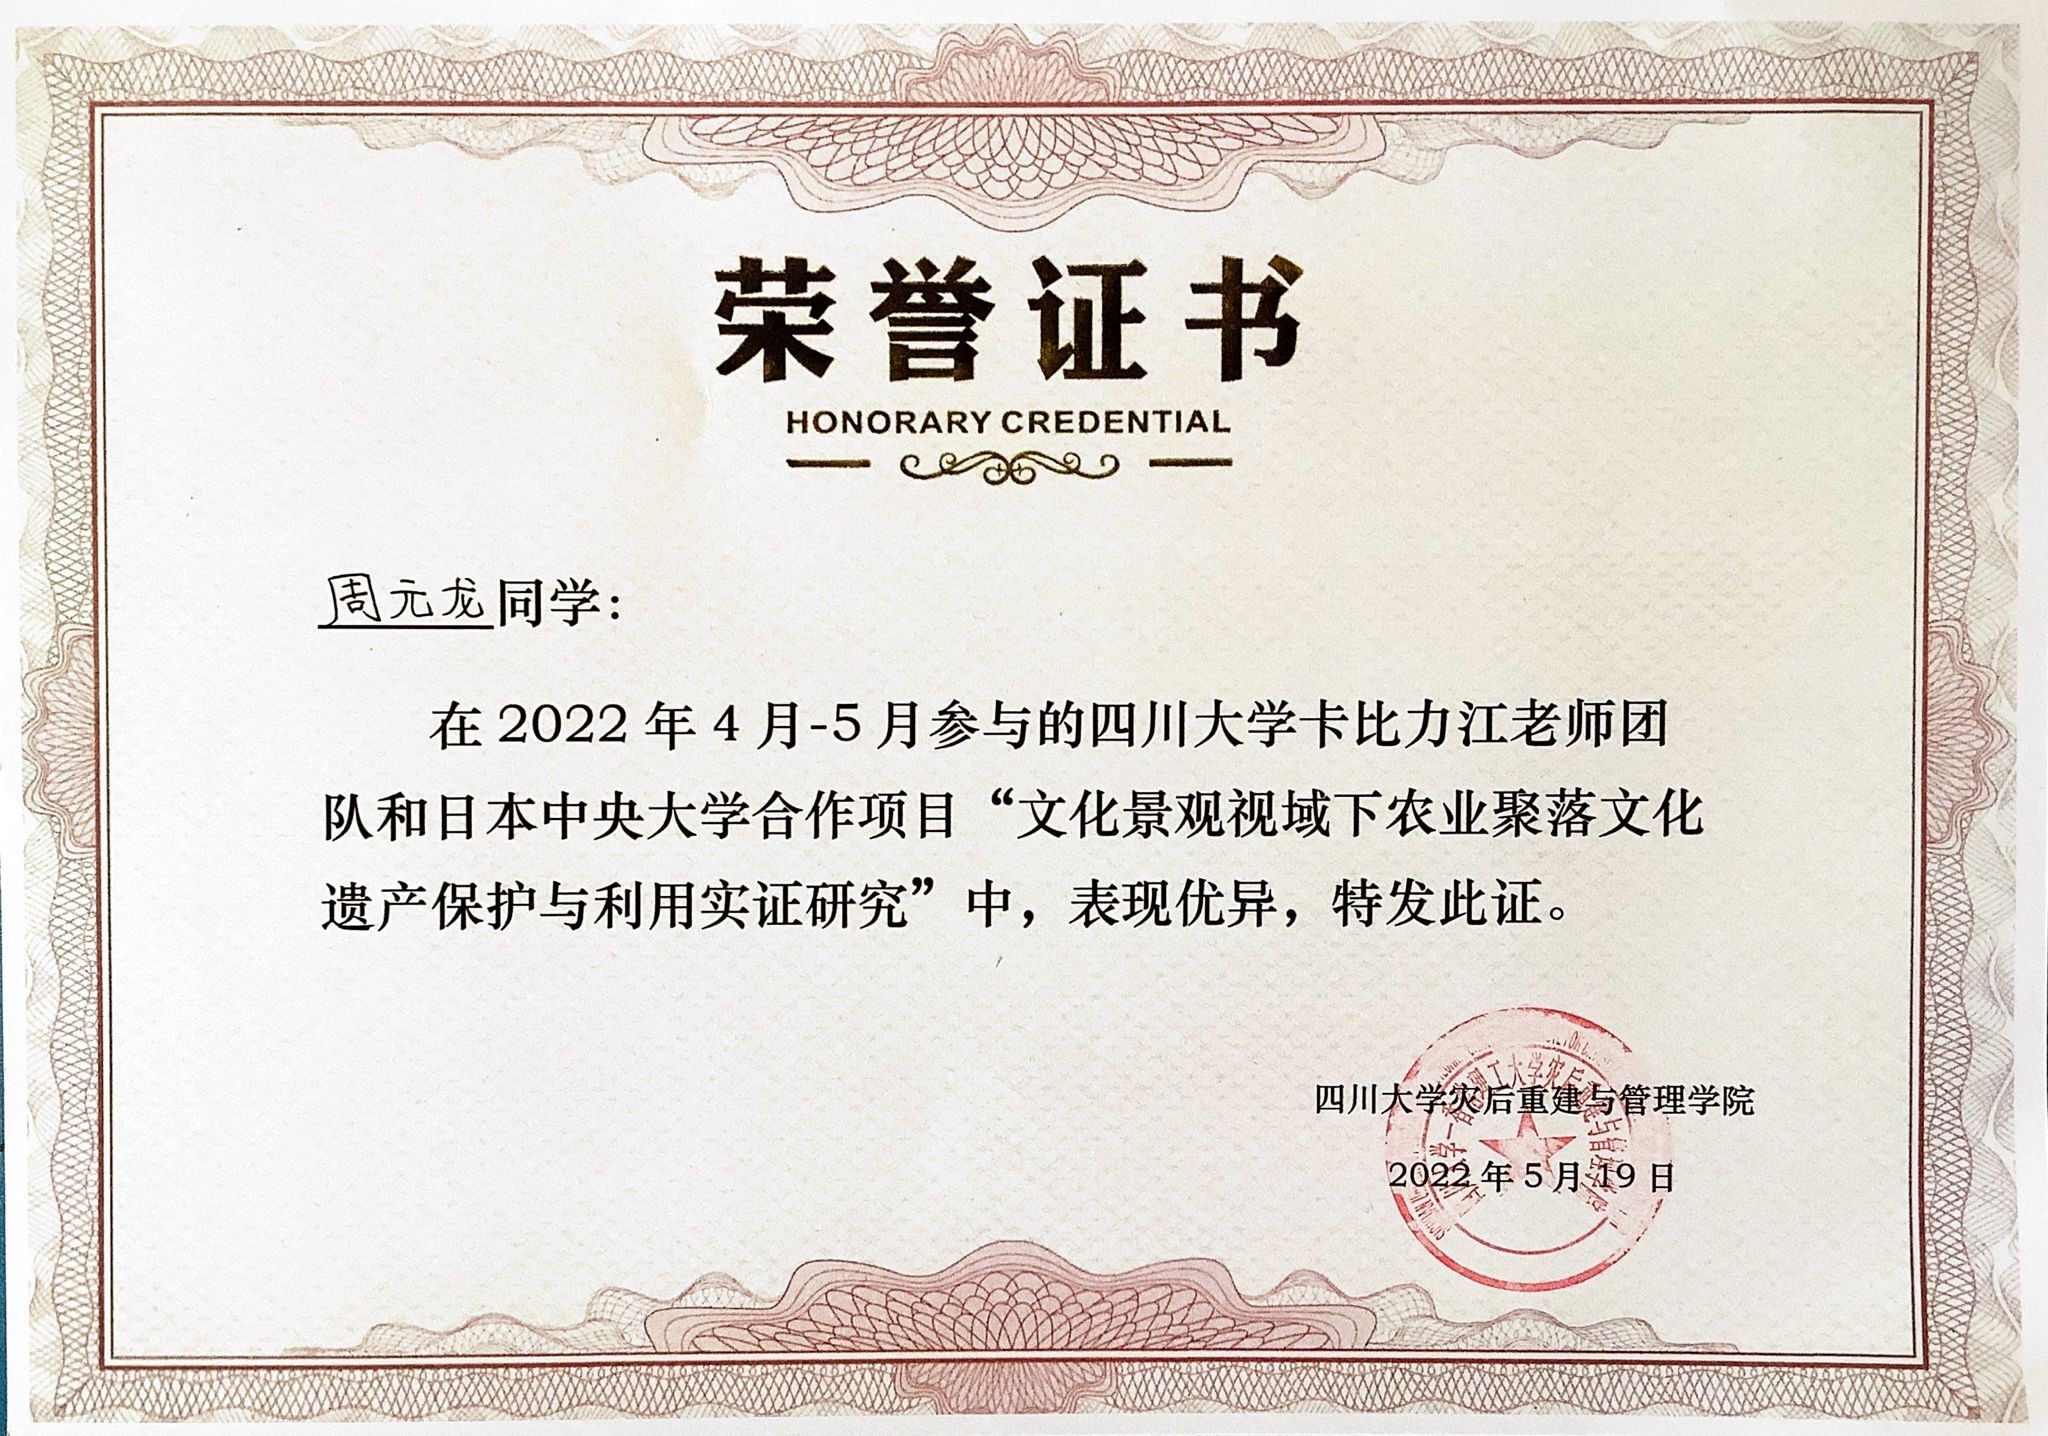 荣誉证书
HONORARY CREDENTIAL
周元龙同学：
在 2022 年 4 月-5 月参与的四川大学卡比力江老师团
队和日本中央大学合作项目“文化景观视域下农业聚落文化
遗产保护与利用实证研究”中，表现优异，特发此证。
四川大学灾后重建与管理学院
2022 年 5 月 19 日